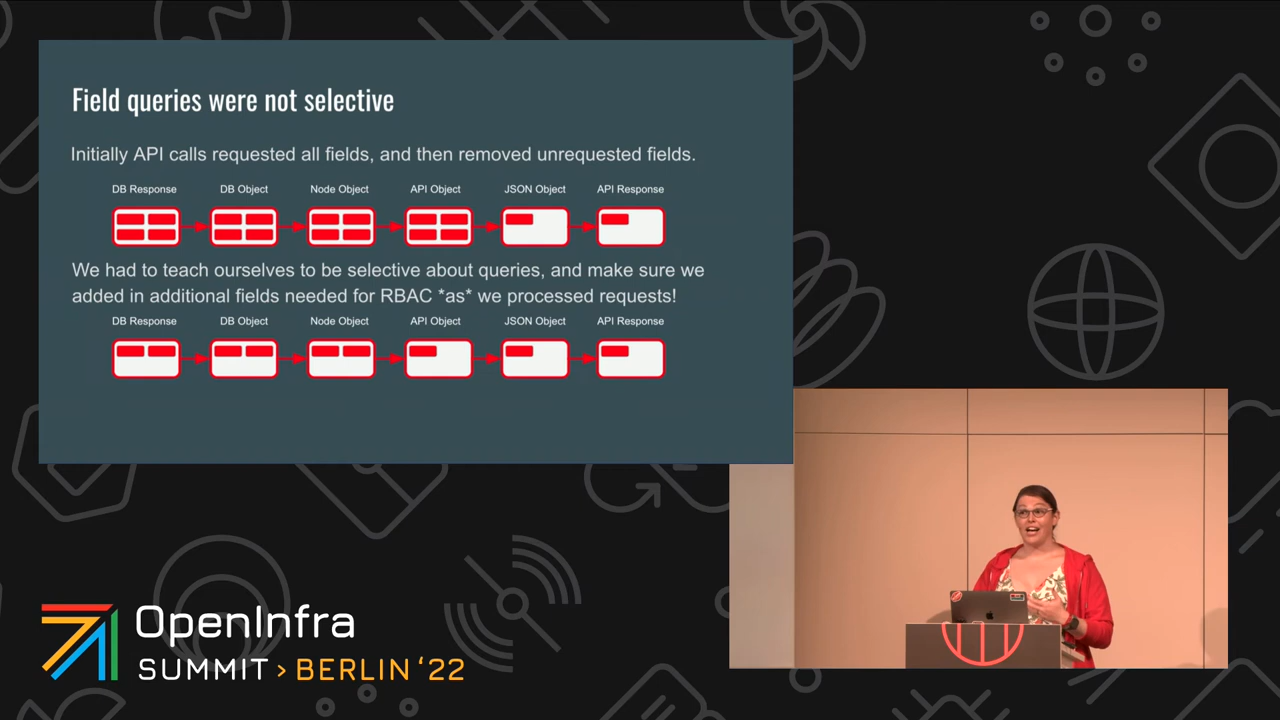 Field queries were not selective
Initially API calls requested all fields, and then removed unrequested fields.
DB Response DB Object Node Object API Object JSON Object API Response
We had to teach ourselves to be selective about queries, and make sure we
added in additional fields needed for RBAC *as* we processed requests!
DB Response DB Object Node Object API Object JSON Object API Response
OpenInfra
SUMMIT > BERLIN ‘22